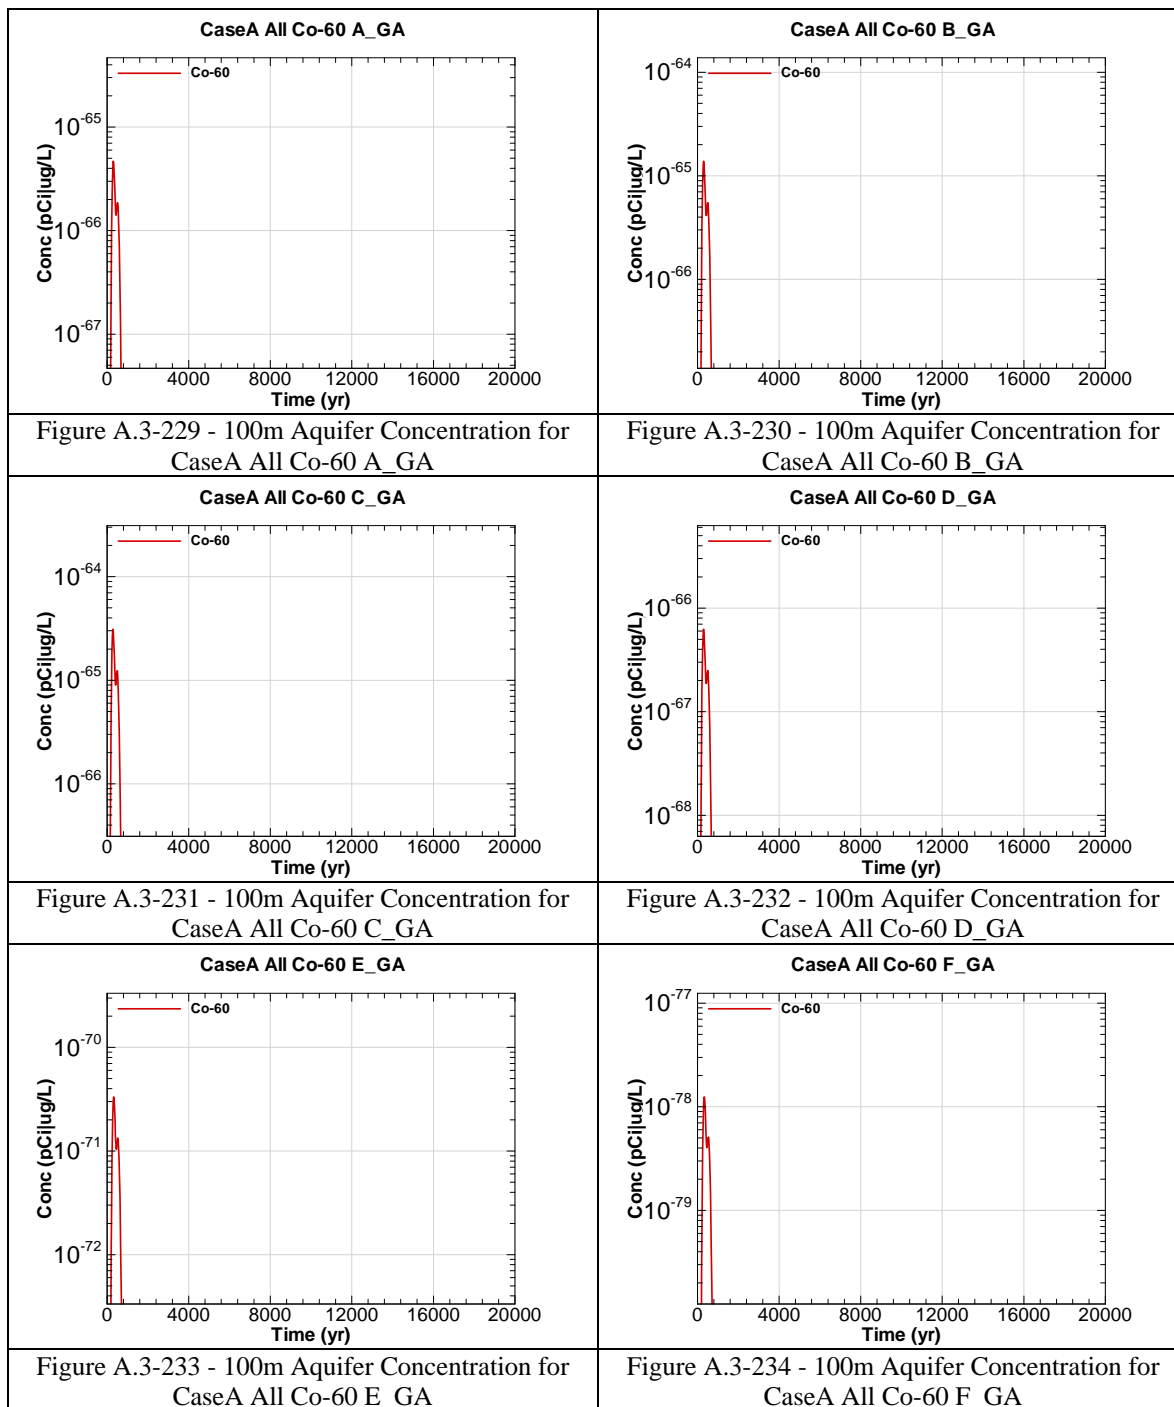 CaseA All Co-60 A_GA
Co-60
10-65
10-66
10-67
Conc (pCi|ug/L)
0 4000 8000 12000 16000 20000
Time (yr)
Figure A.3-229 - 100m Aquifer Concentration for
CaseA All Co-60 A_GA
CaseA All Co-60 B_GA
Co-60
10-64
10-65
10-66
Conc (pCi|ug/L)
0 4000 8000 12000 16000 20000
Time (yr)
Figure A.3-230 - 100m Aquifer Concentration for
CaseA All Co-60 B_GA
CaseA All Co-60 C_GA
Co-60
10-64
10-65
10-66
Conc (pCi|ug/L)
0 4000 8000 12000 16000 20000
Time (yr)
Figure A.3-231 - 100m Aquifer Concentration for
CaseA All Co-60 C_GA
CaseA All Co-60 D_GA
Co-60
10-66
10-67
10-68
Conc (pCi|ug/L)
0 4000 8000 12000 16000 20000
Time (yr)
Figure A.3-232 - 100m Aquifer Concentration for
CaseA All Co-60 D_GA
CaseA All Co-60 E_GA
Co-60
10-70
10-71
10-72
Conc (pCi|ug/L)
0 4000 8000 12000 16000 20000
Time (yr)
Figure A.3-233 - 100m Aquifer Concentration for
CaseA All Co-60 E_GA
CaseA All Co-60 F_GA
Co-60
10-77
10-78
10-79
Conc (pCi|ug/L)
0 4000 8000 12000 16000 20000
Time (yr)
Figure A.3-234 - 100m Aquifer Concentration for
CaseA All Co-60 F_GA